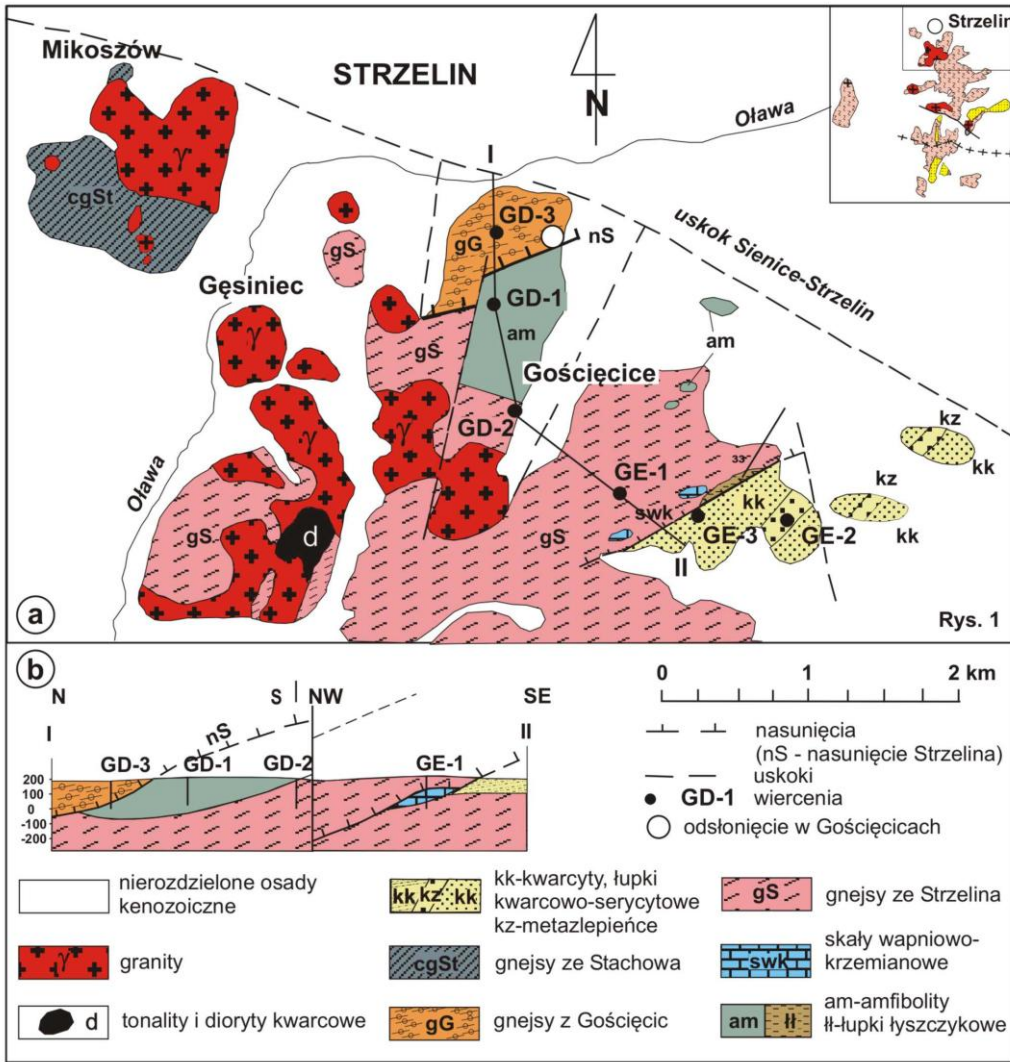 Mikoszów
STRZELIN
N
Oława
Strzelin
I
γ
cgSt
GD-3
gG
nS
uskok Sienice-Strzelin
gS
Gęsiniec
GD-1
am
am
γ
gS
Gościęcice
kz
kk
GD-2
γ
γ
33
Oława
GE-1
kz
kk
swk
kk
gS
d
gS
GE-3
GE-2
II
a
Rys. 1
b
N
S
NW
SE
0 1 2 km
I
nS
II
nasunięcia
(nS - nasunięcie Strzelina)
GD-3 GD-1 GD-2 GE-1
uskoki
200
100
0
-100
-200
GD-1 wiercenia
odsłonięcie w Gościęcicach
nierozdzielone osady
kenozoiczne
kk kz kk
kk-kwarcyty, łupki
kwarcowo-serycytowe
kz-metazlepieńce
gS
gnejsy ze Strzelina
γ
granity
cgSt
gnejsy ze Stachowa
swk
skały wapniowo-
krzemianowe
d
tonality i dioryty kwarcowe
gG
gnejsy z Gościęcic
am
łł
am-amfibolity
łł-łupki łyszczykowe